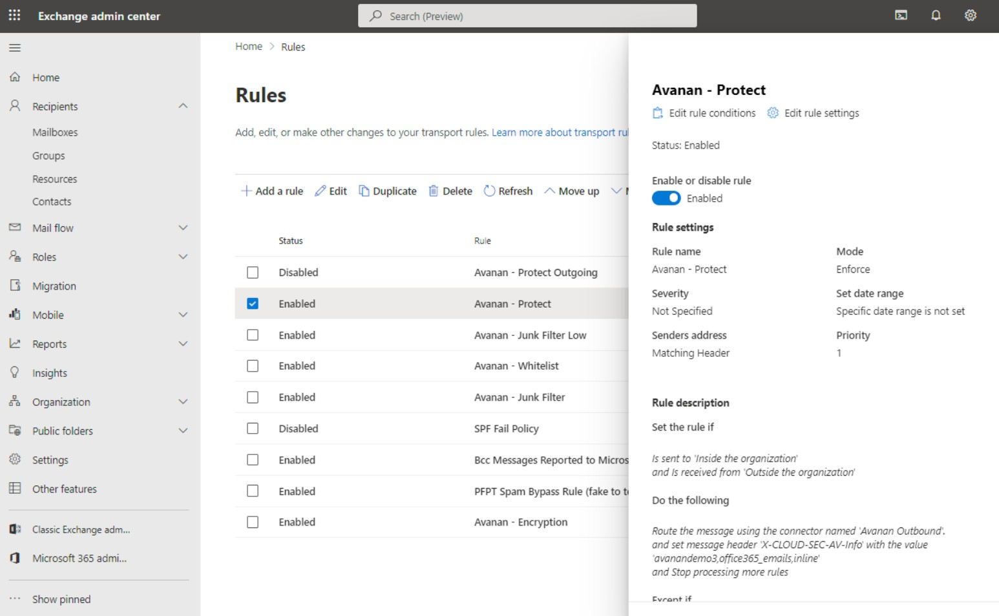 Exchange admin center
Search (Preview)
Home
Recipients
Mailboxes
Groups
Resources
Contacts
Mail flow
Roles
Migration
Mobile
Reports
Insights
Organization
Public folders
Settings
Other features
Classic Exchange adm...
Microsoft 365 admi...
Show pinned
Home > Rules
Rules
Add, edit, or make other changes to your transport rules. Learn more about transport rul
Add a rule Edit Duplicate Delete Refresh Move up
Status Rule
Disabled Avanan - Protect Outgoing
Enabled Avanan - Protect
Enabled Avanan - Junk Filter Low
Enabled Avanan - Whitelist
Enabled Avanan - Junk Filter
Disabled SPF Fail Policy
Enabled Bcc Messages Reported to Micros
Enabled PFPT Spam Bypass Rule (fake to te
Enabled Avanan - Encryption
Avanan - Protect
Edit rule conditions Edit rule settings
Status: Enabled
Enable or disable rule
Enabled
Rule settings
Rule name Mode
Avanan - Protect Enforce
Severity Set date range
Not Specified Specific date range is not set
Senders address Priority
Matching Header 1
Rule description
Set the rule if
Is sent to 'Inside the organization'
and Is received from 'Outside the organization'
Do the following
Route the message using the connector named 'Avanan Outbound'.
and set message header 'X-CLOUD-SEC-AV-Info' with the value
'avanandemo3,office365_emails,inline'
and Stop processing more rules
Except if